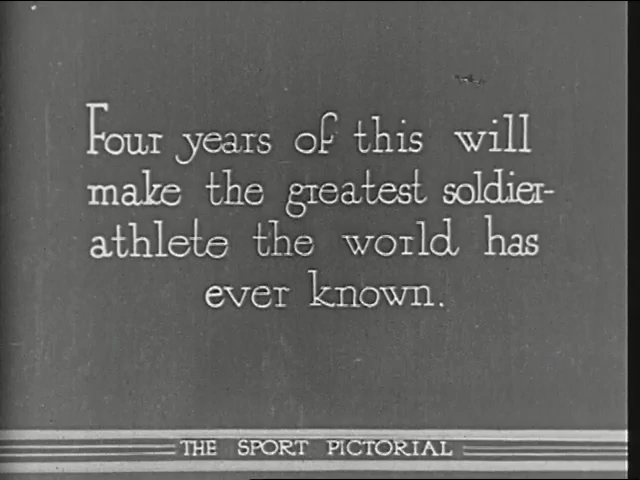 Four years of this will
make the greatest soldier-
athlete the world has
ever known.
THE SPORT PICTORIAL